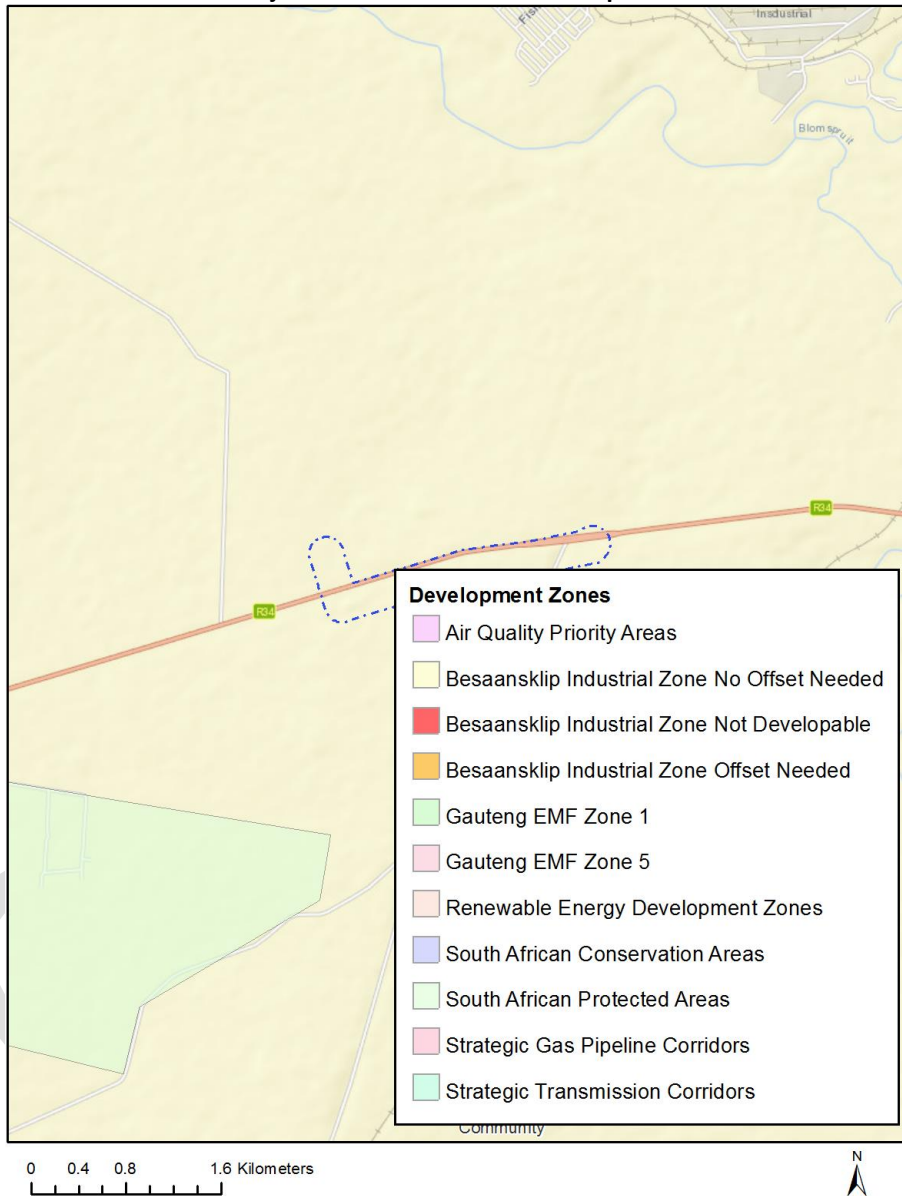 Insdustrial
Blomspruit
R34
R34
Development Zones
Air Quality Priority Areas
Besaansklip Industrial Zone No Offset Needed
Besaansklip Industrial Zone Not Developable
Besaansklip Industrial Zone Offset Needed
Gauteng EMF Zone 1
Gauteng EMF Zone 5
Renewable Energy Development Zones
South African Conservation Areas
South African Protected Areas
Strategic Gas Pipeline Corridors
Strategic Transmission Corridors
Community
0 0.4 0.8 1.6 Kilometers
N